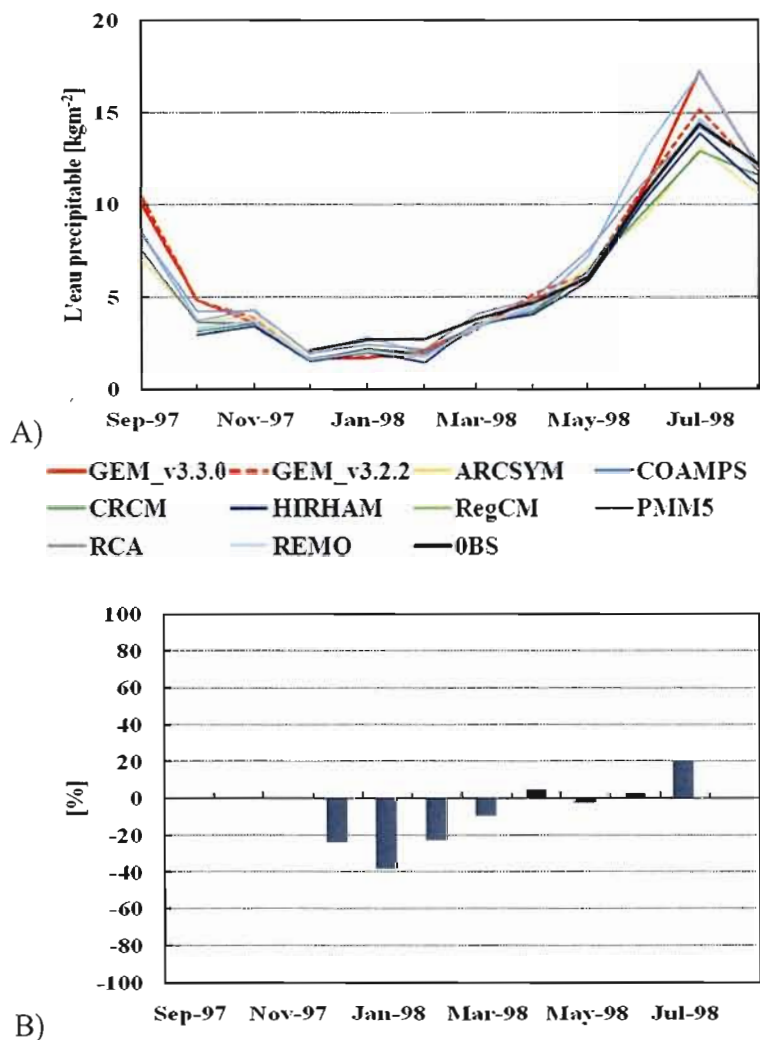 20
15
10
5
0
L'eau precipitable [kgm-2]
Sep-97 Nov-97 Jan-98 Mar-98 May-98 Jul-98
A)
GEM_v3.3.0 GEM_v3.2.2 ARCSYM COAMPS
CRCM HIRHAM RegCM PMM5
RCA REMO 0BS
100
80
60
40
20
0
-20
-40
-60
-80
-100
[%]
Sep-97 Nov-97 Jan-98 Mar-98 May-98 Jul-98
B)